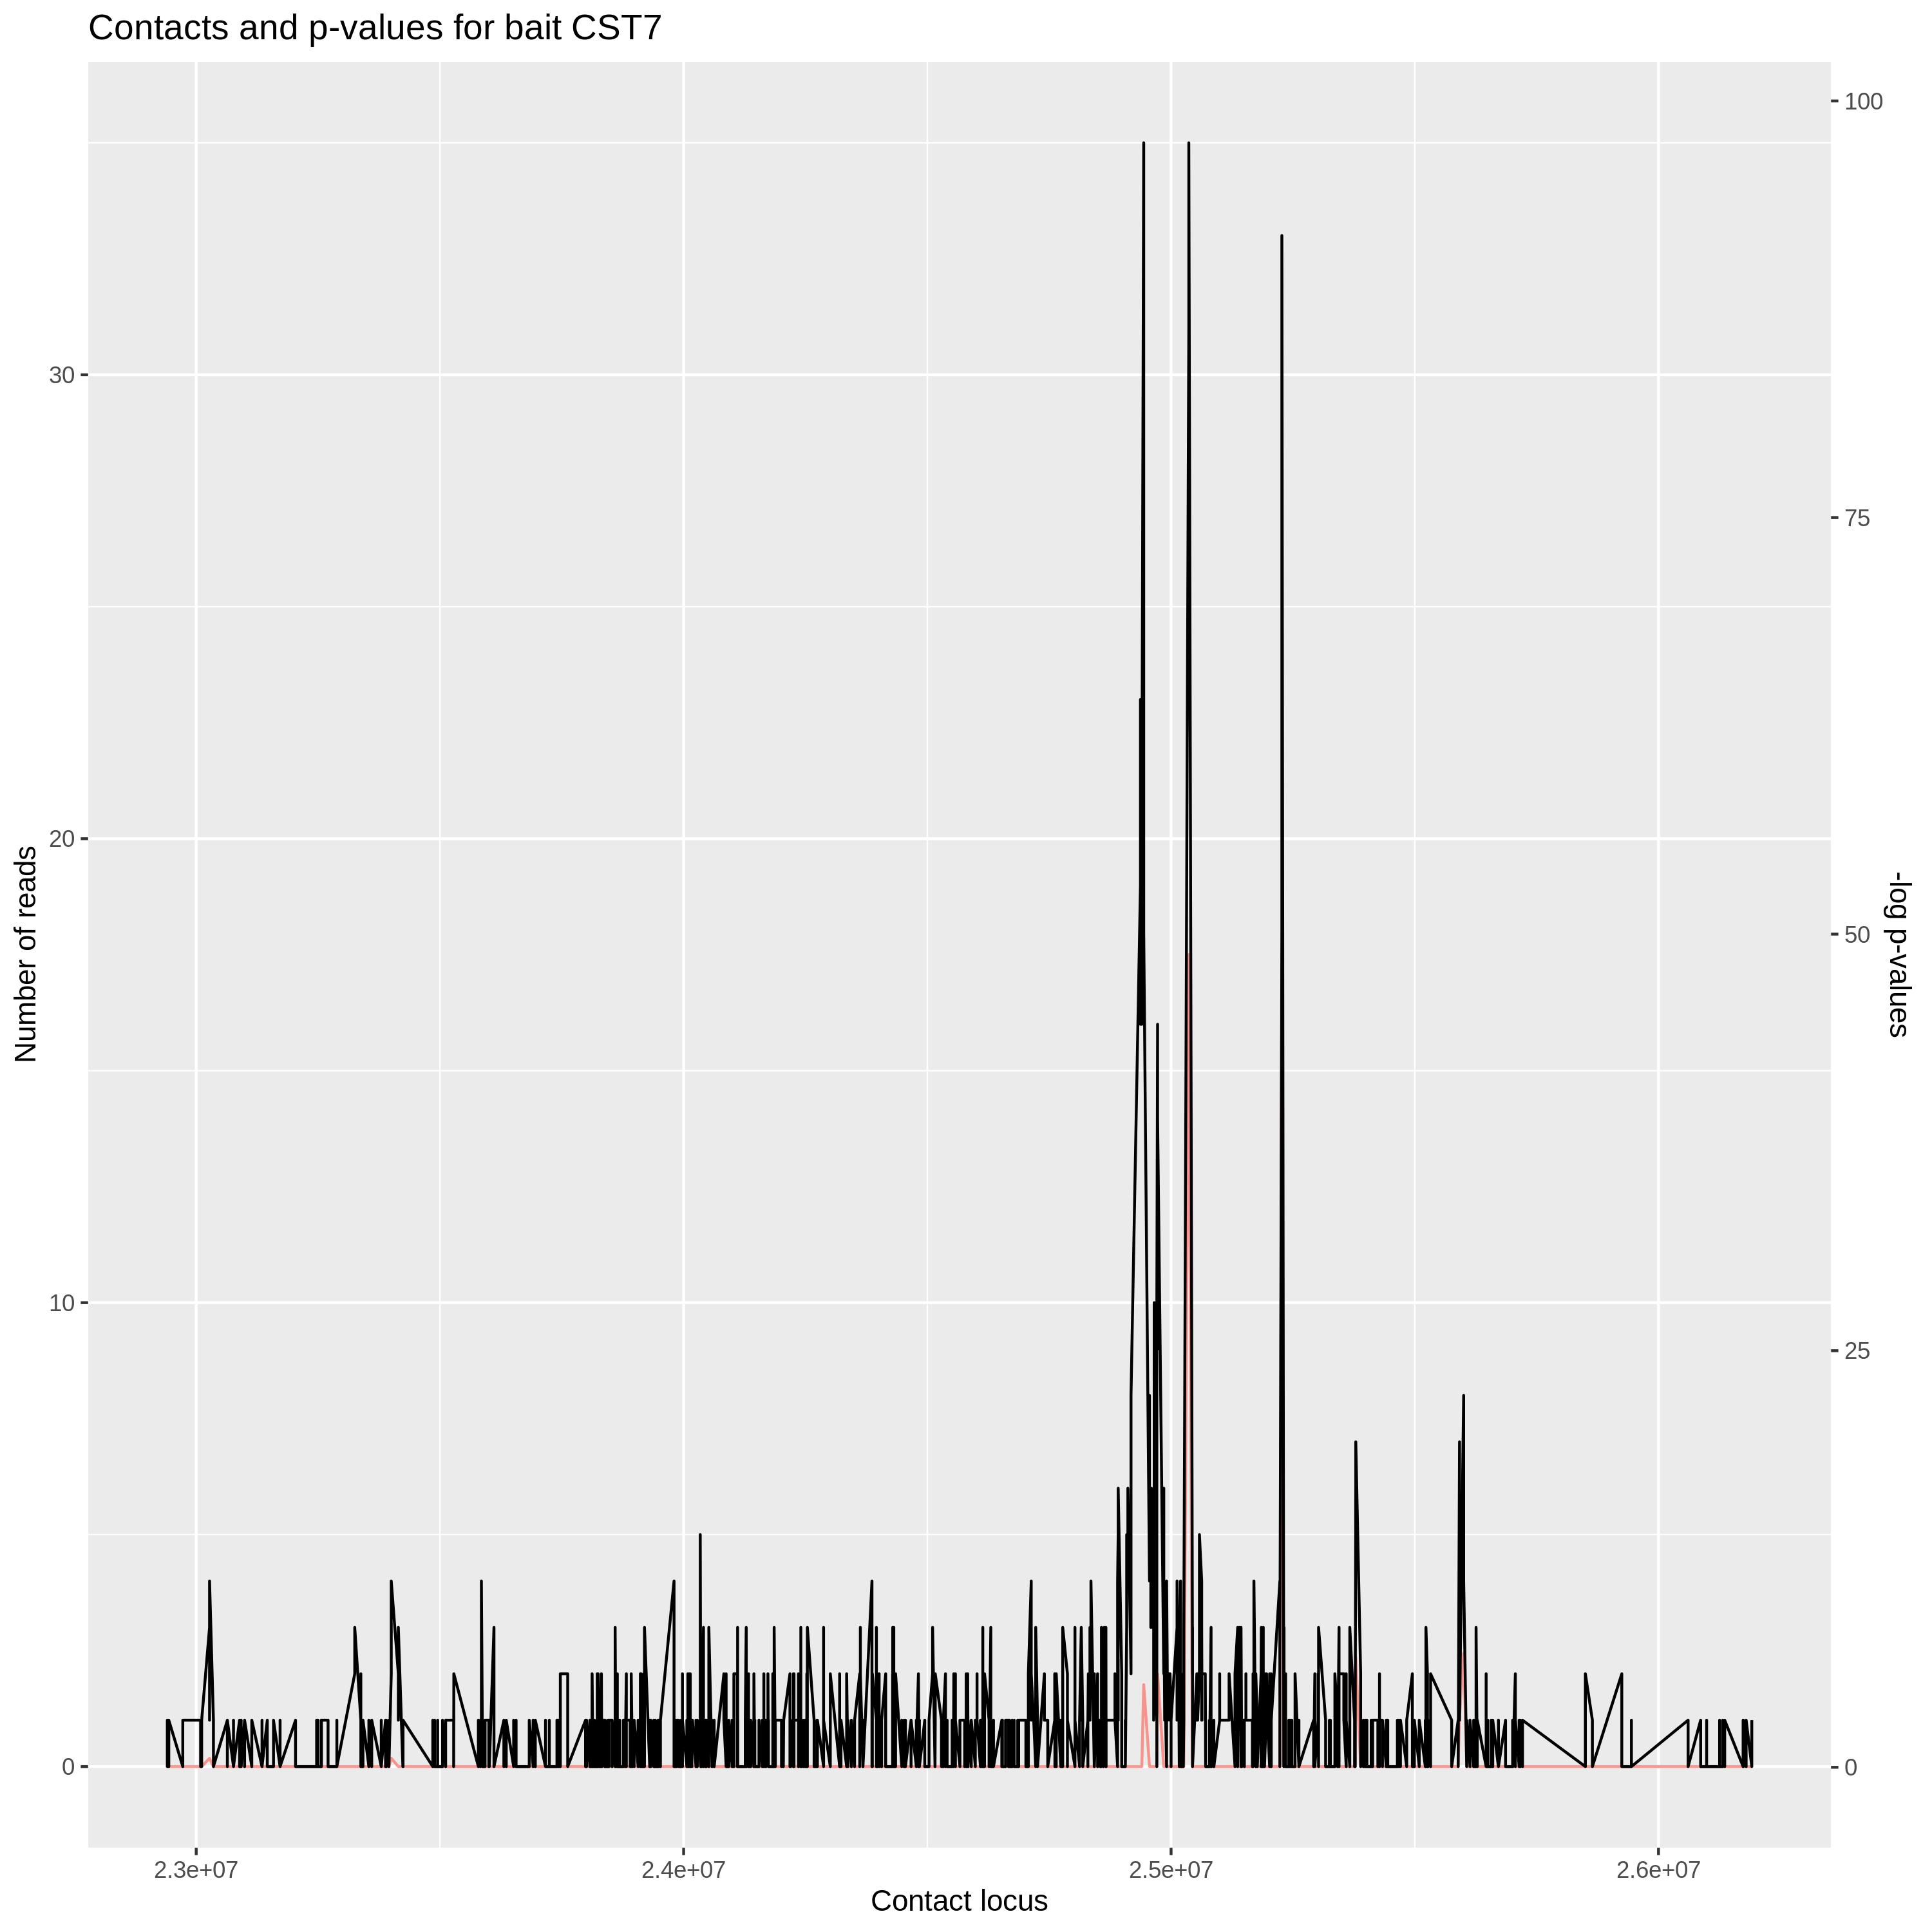 Contacts and p-values for bait CST7
100
30
75
20
50
Number of reads
-log p-values
10
25
0
0
2.3e+07
2.4e+07
2.5e+07
2.6e+07
Contact locus